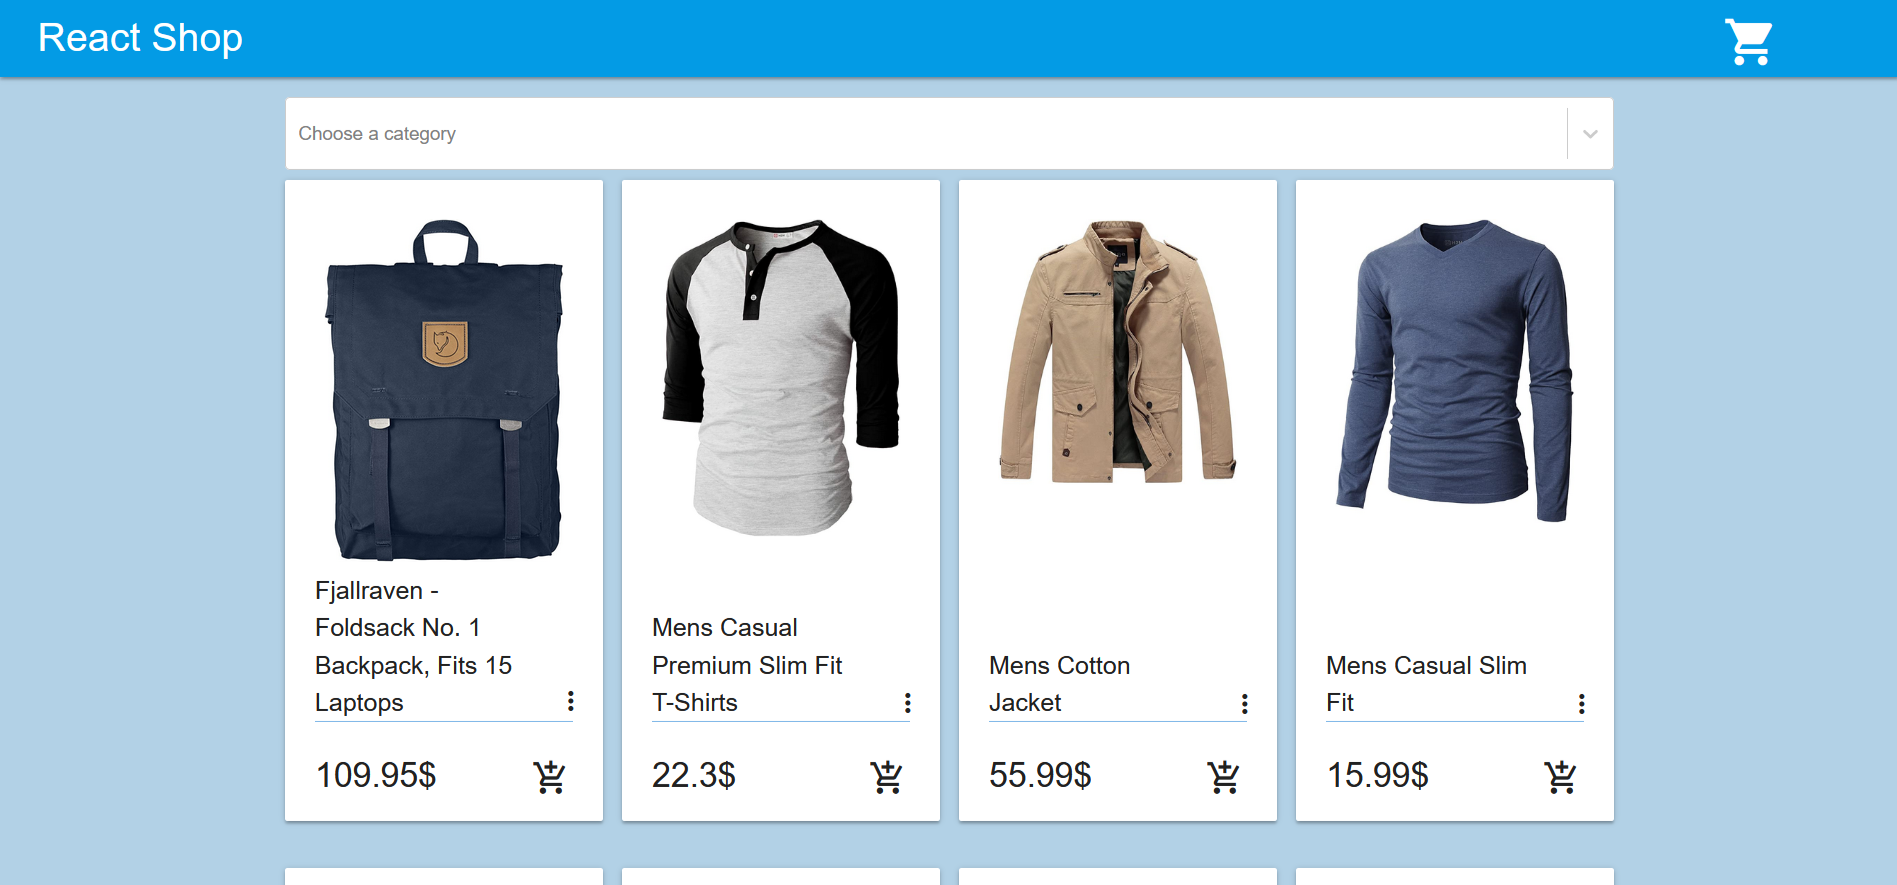 React Shop
Choose a category
Fjallraven -
Foldsack No. 1
Backpack, Fits 15
Laptops
109.95$
Mens Casual
Premium Slim Fit
T-Shirts
22.3$
Mens Cotton
Jacket
55.99$
Mens Casual Slim
Fit
15.99$